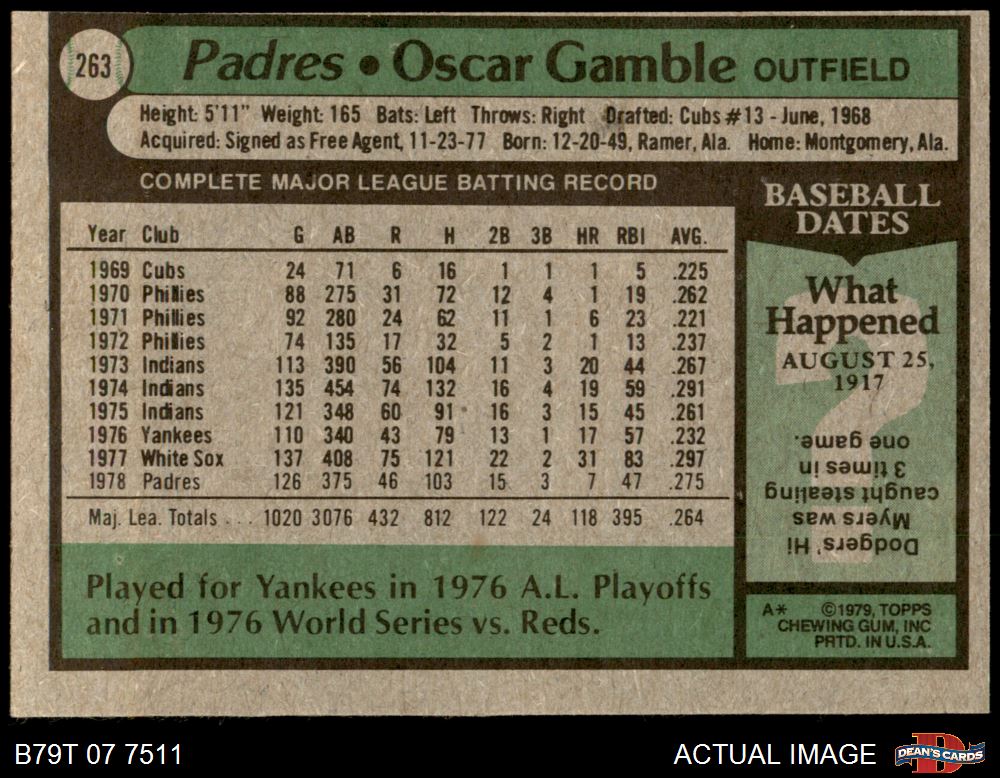 263
Padres • Oscar Gamble OUTFIELD
Height: 5'11" Weight: 165 Bats: Left Throws: Right Drafted: Cubs #13 - June, 1968
Acquired: Signed as Free Agent, 11-23-77 Born: 12-20-49, Ramer, Ala. Home: Montgomery, Ala.
COMPLETE MAJOR LEAGUE BATTING RECORD
Year Club G AB R H 2B 3B HR RBI AVG.
1969 Cubs 24 71 6 16 1 1 1 5 .225
1970 Phillies 88 275 31 72 12 4 1 19 .262
1971 Phillies 92 280 24 62 11 1 6 23 .221
1972 Phillies 74 135 17 32 5 2 1 13 .237
1973 Indians 113 390 56 104 11 3 20 44 .267
1974 Indians 135 454 74 132 16 4 19 59 .291
1975 Indians 121 348 60 91 16 3 15 45 .261
1976 Yankees 110 340 43 79 13 1 17 57 .232
1977 White Sox 137 408 75 121 22 2 31 83 .297
1978 Padres 126 375 46 103 15 3 7 47 .275
Maj. Lea. Totals . . . 1020 3076 432 812 122 24 118 395 .264
Played for Yankees in 1976 A.L. Playoffs
and in 1976 World Series vs. Reds.
BASEBALL
DATES
What
Happened
AUGUST 25,
1917
Dodgers' Hi
Myers was
caught stealing
3 times in
one game.
A* ©1979, TOPPS
CHEWING GUM, INC
PRTD. IN U.S.A.
B79T 07 7511
ACTUAL IMAGE
DEAN'S CARDS